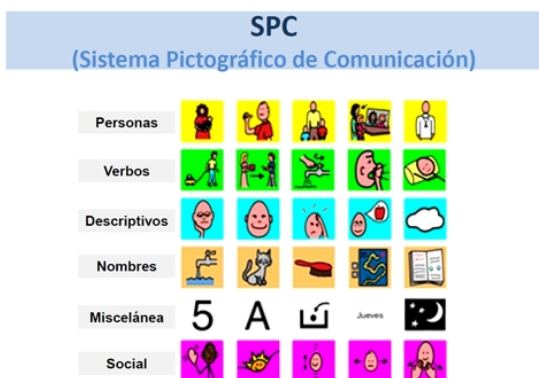 SPC
(Sistema Pictográfico de Comunicación)
Personas
Verbos
Descriptivos
Nombres
Miscelánea 5 A Jueves
Social